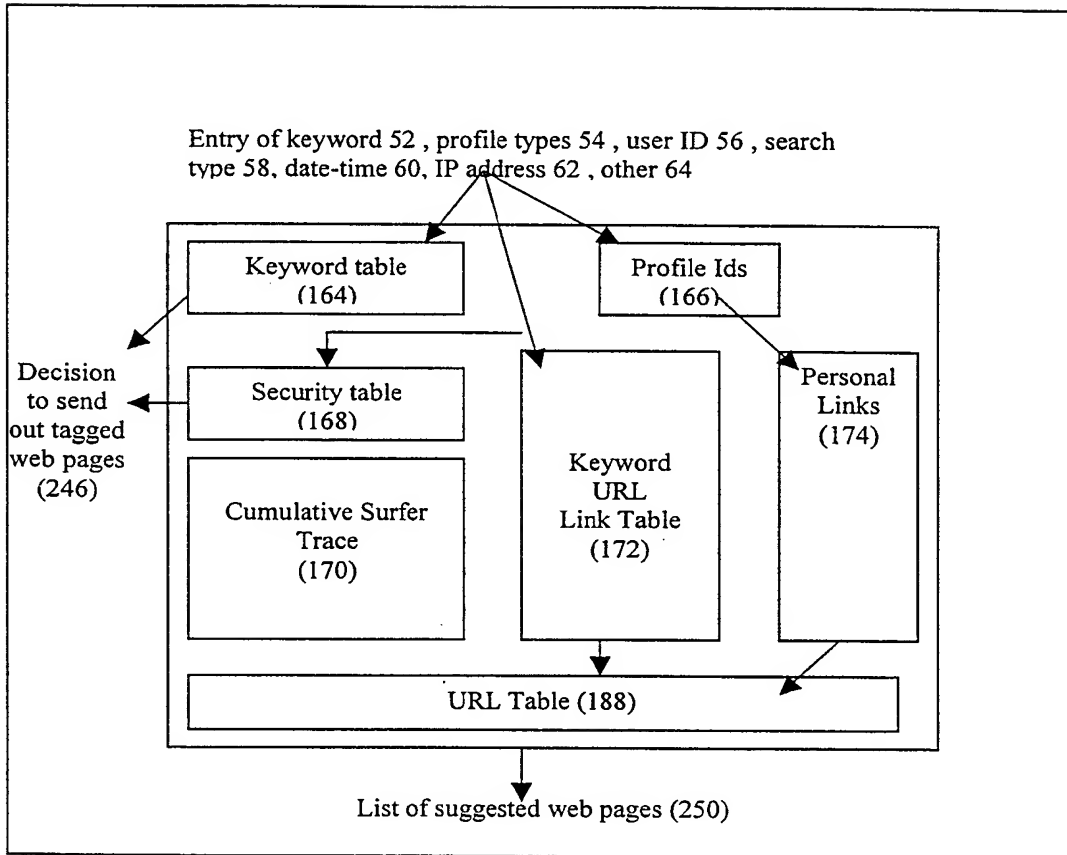 Entry of keyword 52 , profile types 54 , user ID 56 , search
type 58, date-time 60, IP address 62 , other 64
Keyword table
(164)
Profile Ids
(166)
Decision
to send
out tagged
web pages
(246)
Security table
(168)
Cumulative Surfer
Trace
(170)
Keyword
URL
Link Table
(172)
Personal
Links
(174)
URL Table (188)
List of suggested web pages (250)